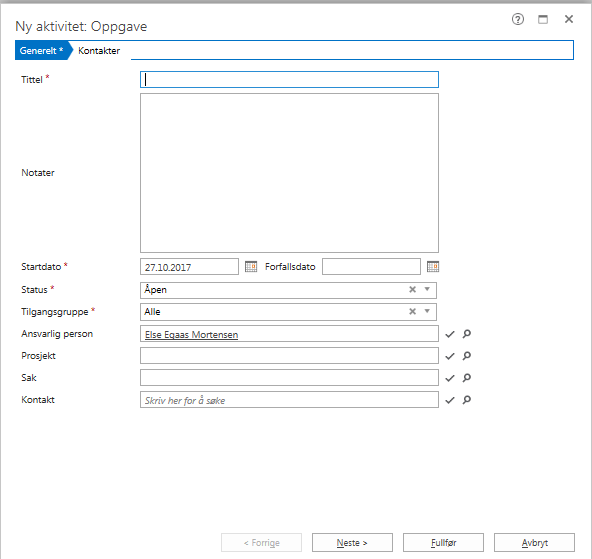 Ny aktivitet: Oppgave
Generelt * Kontakter
Tittel *
Notater
Startdato * 27.10.2017 Forfallsdato
Status * Åpen
Tilgangsgruppe * Alle
Ansvarlig person Else Egaas Mortensen
Prosjekt
Sak
Kontakt Skriv her for å søke
< Forrige Neste > Fullfør Avbryt